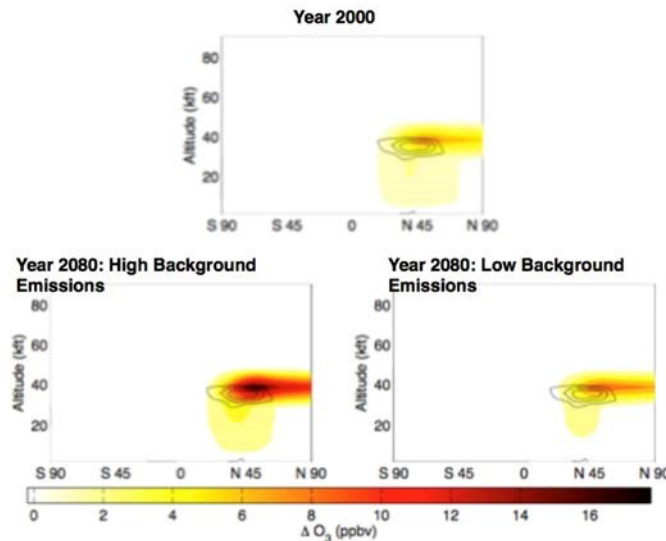 Year 2000
Altitude (kft)
80
60
40
20
S 90 S 45 0 N 45 N 90
Year 2080: High Background
Emissions
Altitude (kft)
80
60
40
20
S 90 S 45 0 N 45 N 90
Year 2080: Low Background
Emissions
Altitude (kft)
80
60
40
20
S 90 S 45 0 N 45 N 90
0 2 4 6 8 10 12 14 16
Δ O₃ (ppbv)